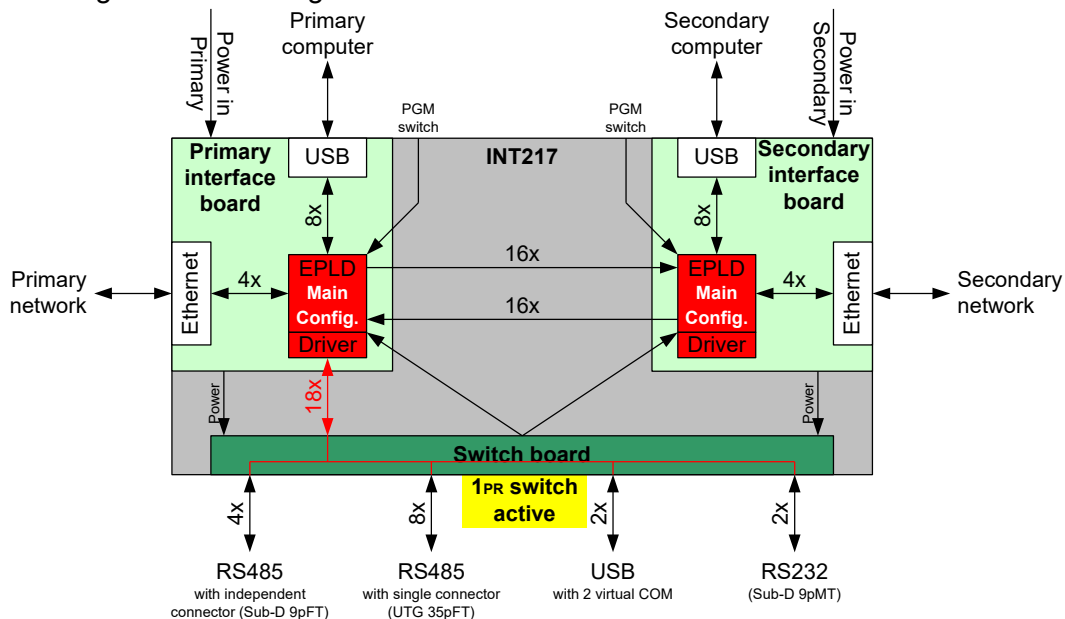 Primary
computer
Secondary
computer
Power in
Primary
Power in
Secondary
PGM
switch
PGM
switch
Primary
interface
board
USB
INT217
USB
Secondary
interface
board
8x
8x
Primary
network
Ethernet
4x
EPLD
Main
Config.
Driver
16x
16x
EPLD
Main
Config.
Driver
4x
Ethernet
Secondary
network
Power
18x
Power
Switch board
1PR switch
active
4x
8x
2x
2x
RS485
with independent
connector (Sub-D 9pFT)
RS485
with single connector
(UTG 35pFT)
USB
with 2 virtual COM
RS232
(Sub-D 9pMT)